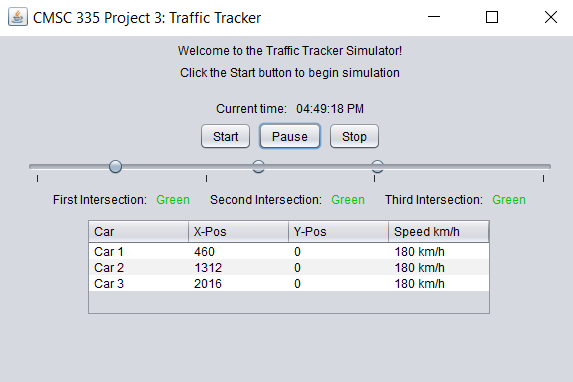 CMSC 335 Project 3: Traffic Tracker
Welcome to the Traffic Tracker Simulator!
Click the Start button to begin simulation
Current time: 04:49:18 PM
Start Pause Stop
First Intersection: Green Second Intersection: Green Third Intersection: Green
Car X-Pos Y-Pos Speed km/h
Car 1 460 0 180 km/h
Car 2 1312 0 180 km/h
Car 3 2016 0 180 km/h